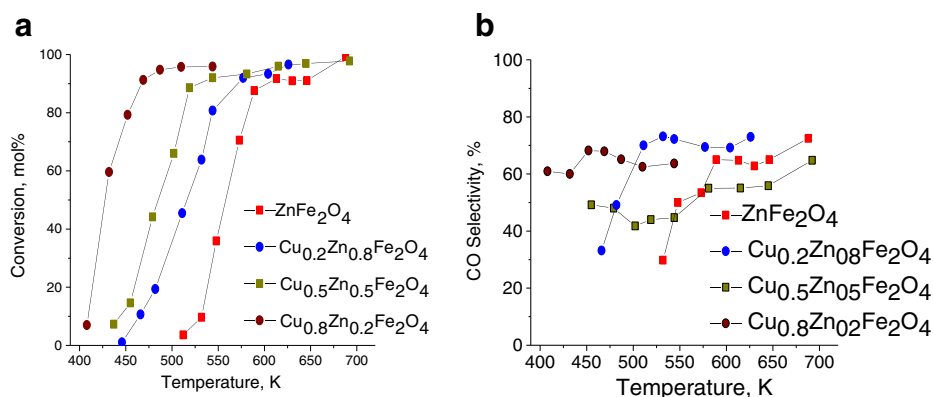 a
100
80
60
40
20
0
Conversion, mol%
400 450 500 550 600 650 700
Temperature, K
ZnFe2O4
Cu0.2Zn0.8Fe2O4
Cu0.5Zn0.5Fe2O4
Cu0.8Zn0.2Fe2O4
b
100
80
60
40
20
0
CO Selectivity, %
400 450 500 550 600 650 700
Temperature, K
ZnFe2O4
Cu0.2Zn08Fe2O4
Cu0.5Zn05Fe2O4
Cu0.8Zn02Fe2O4